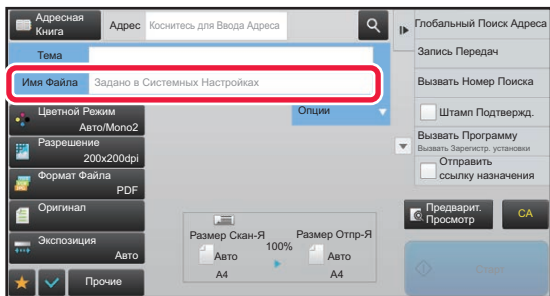 Адресная
Книга
Адрес
Коснитесь для Ввода Адреса
Тема
Имя Файла
Задано в Системных Настройках
Цветной Режим
Авто/Mono2
Разрешение
200x200dpi
Формат Файла
PDF
Оригинал
Экспозиция
Авто
Прочие
Опции
Размер Скан-Я
Авто
A4
100%
Размер Отпр-Я
Авто
A4
Глобальный Поиск Адреса
Запись Передач
Вызвать Номер Поиска
Штамп Подтвержд.
Вызвать Программу
Вызвать Зарегистр. установки
Отправить
ссылку назначения
Предварит.
Просмотр
CA
Старт